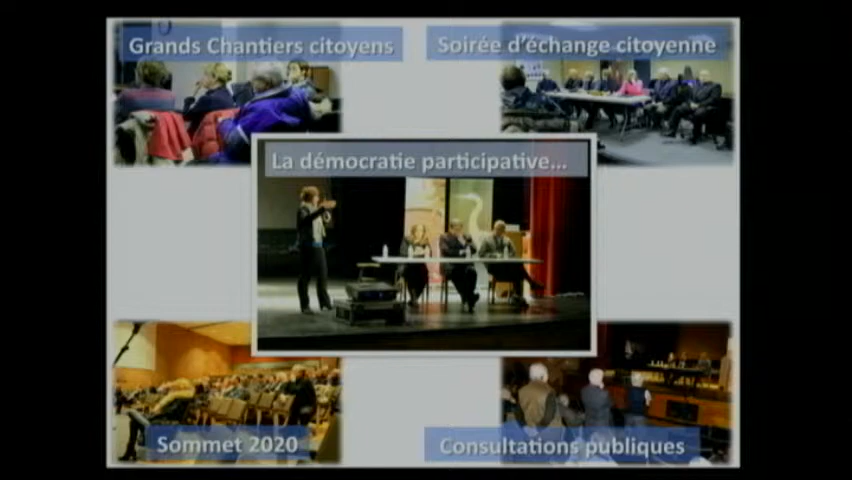 Grands Chantiers citoyens
Soirée d'échange citoyenne
La démocratie participative...
Sommet 2020
Consultations publiques